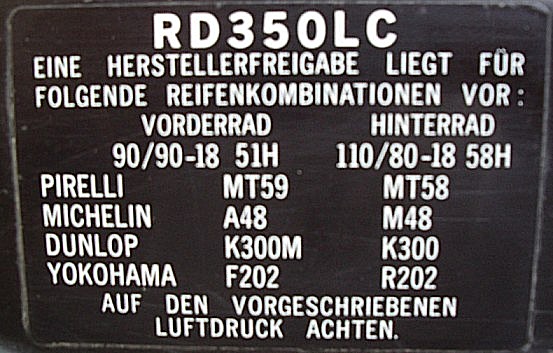 RD350LC
EINE HERSTELLERFREIGABE LIEGT FÜR
FOLGENDE REIFENKOMBINATIONEN VOR:
VORDERRAD HINTERRAD
90/90-18 51H 110/80-18 58H
PIRELLI MT59 MT58
MICHELIN A48 M48
DUNLOP K300M K300
YOKOHAMA F202 R202
AUF DEN VORGESCHRIEBENEN
LUFTDRUCK ACHTEN.